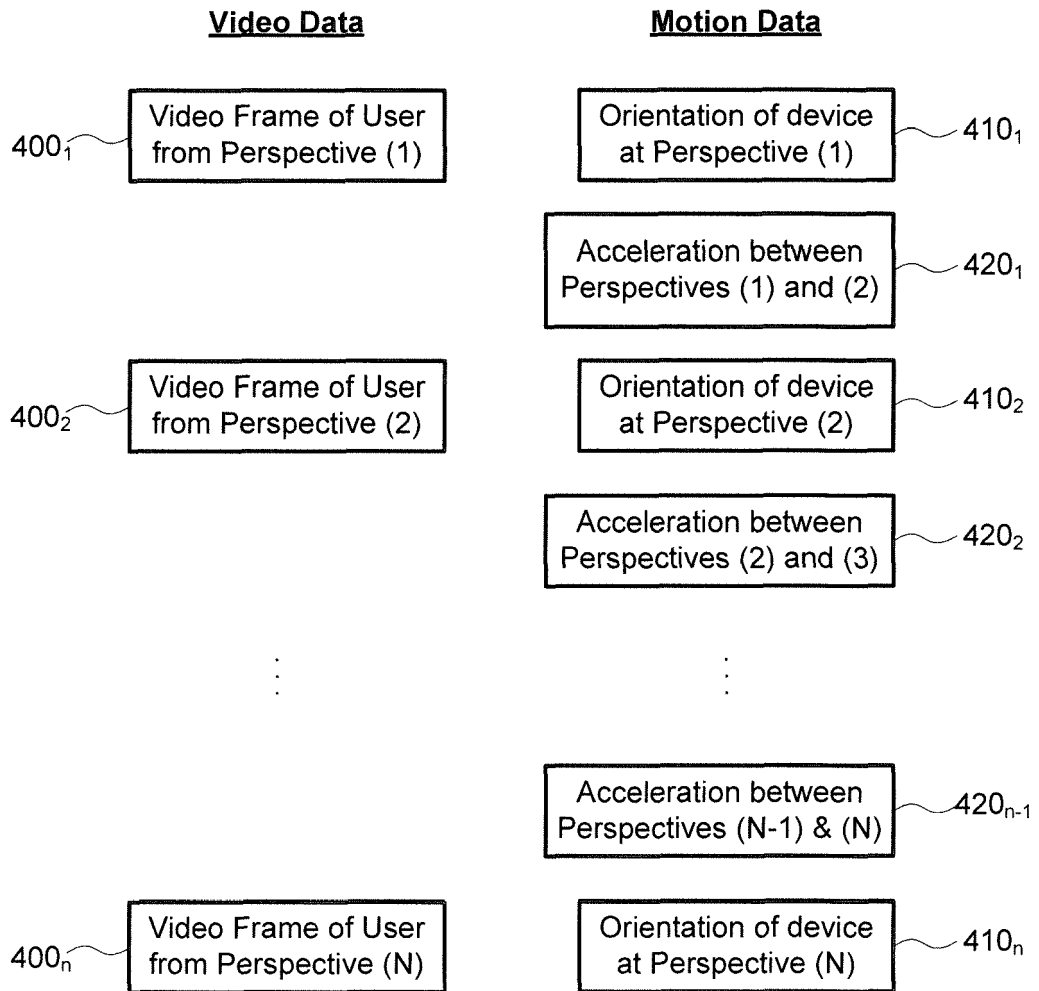 Video Data
Motion Data
400₁
Video Frame of User
from Perspective (1)
Orientation of device
at Perspective (1)
410₁
Acceleration between
Perspectives (1) and (2)
420₁
400₂
Video Frame of User
from Perspective (2)
Orientation of device
at Perspective (2)
410₂
Acceleration between
Perspectives (2) and (3)
420₂
Acceleration between
Perspectives (N-1) & (N)
420ₙ₋₁
400ₙ
Video Frame of User
from Perspective (N)
Orientation of device
at Perspective (N)
410ₙ